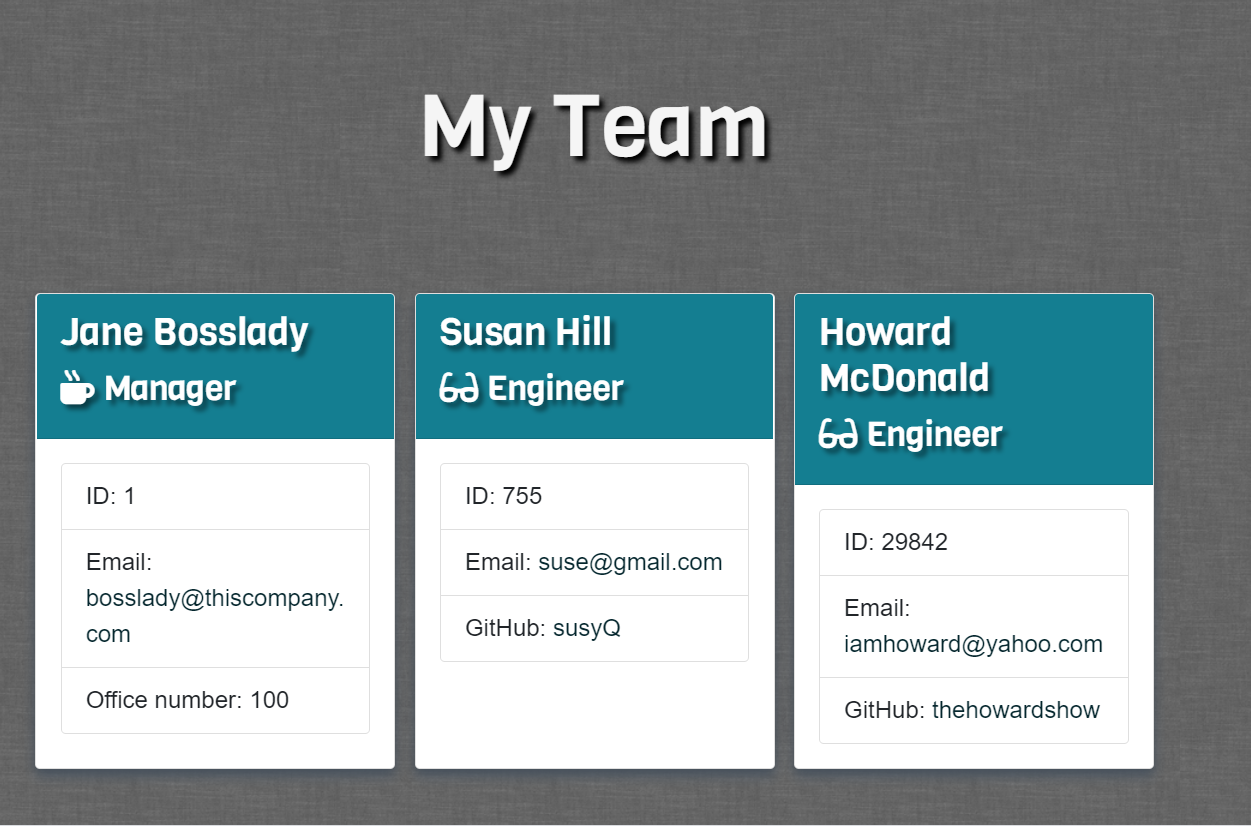 My Team
Jane Bosslady
Manager
ID: 1
Email:
bosslady@thiscompany.
com
Office number: 100
Susan Hill
Engineer
ID: 755
Email: suse@gmail.com
GitHub: susyQ
Howard
McDonald
Engineer
ID: 29842
Email:
iamhoward@yahoo.com
GitHub: thehowardshow